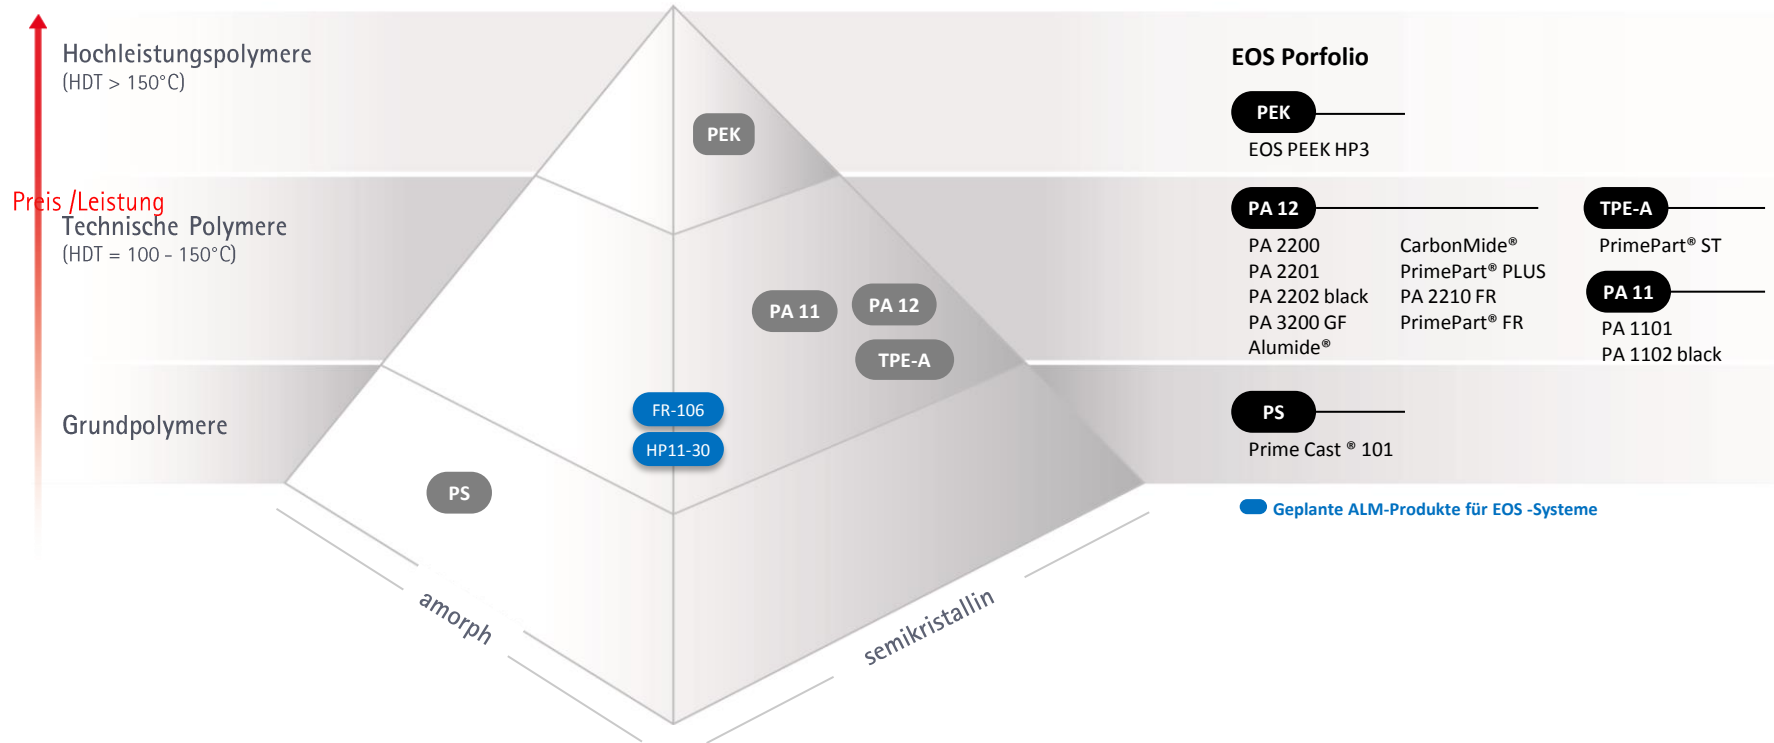 Hochleistungspolymere
(HDT > 150°C)
Preis /Leistung
Technische Polymere
(HDT = 100 - 150°C)
Grundpolymere
PEK
PA 11
PA 12
TPE-A
FR-106
HP11-30
PS
amorph
semikristallin
EOS Porfolio
PEK
EOS PEEK HP3
PA 12
PA 2200
PA 2201
PA 2202 black
PA 3200 GF
Alumide®
CarbonMide®
PrimePart® PLUS
PA 2210 FR
PrimePart® FR
TPE-A
PrimePart® ST
PA 11
PA 1101
PA 1102 black
PS
Prime Cast ® 101
Geplante ALM-Produkte für EOS -Systeme